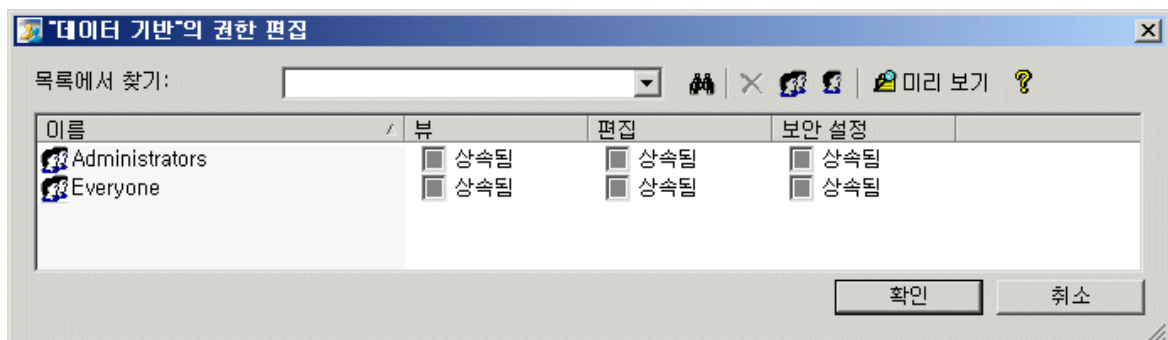 "데이터 기반"의 권한 편집
목록에서 찾기: 미리 보기
이름 뷰 편집 보안 설정
Administrators 상속됨 상속됨 상속됨
Everyone 상속됨 상속됨 상속됨
확인 취소